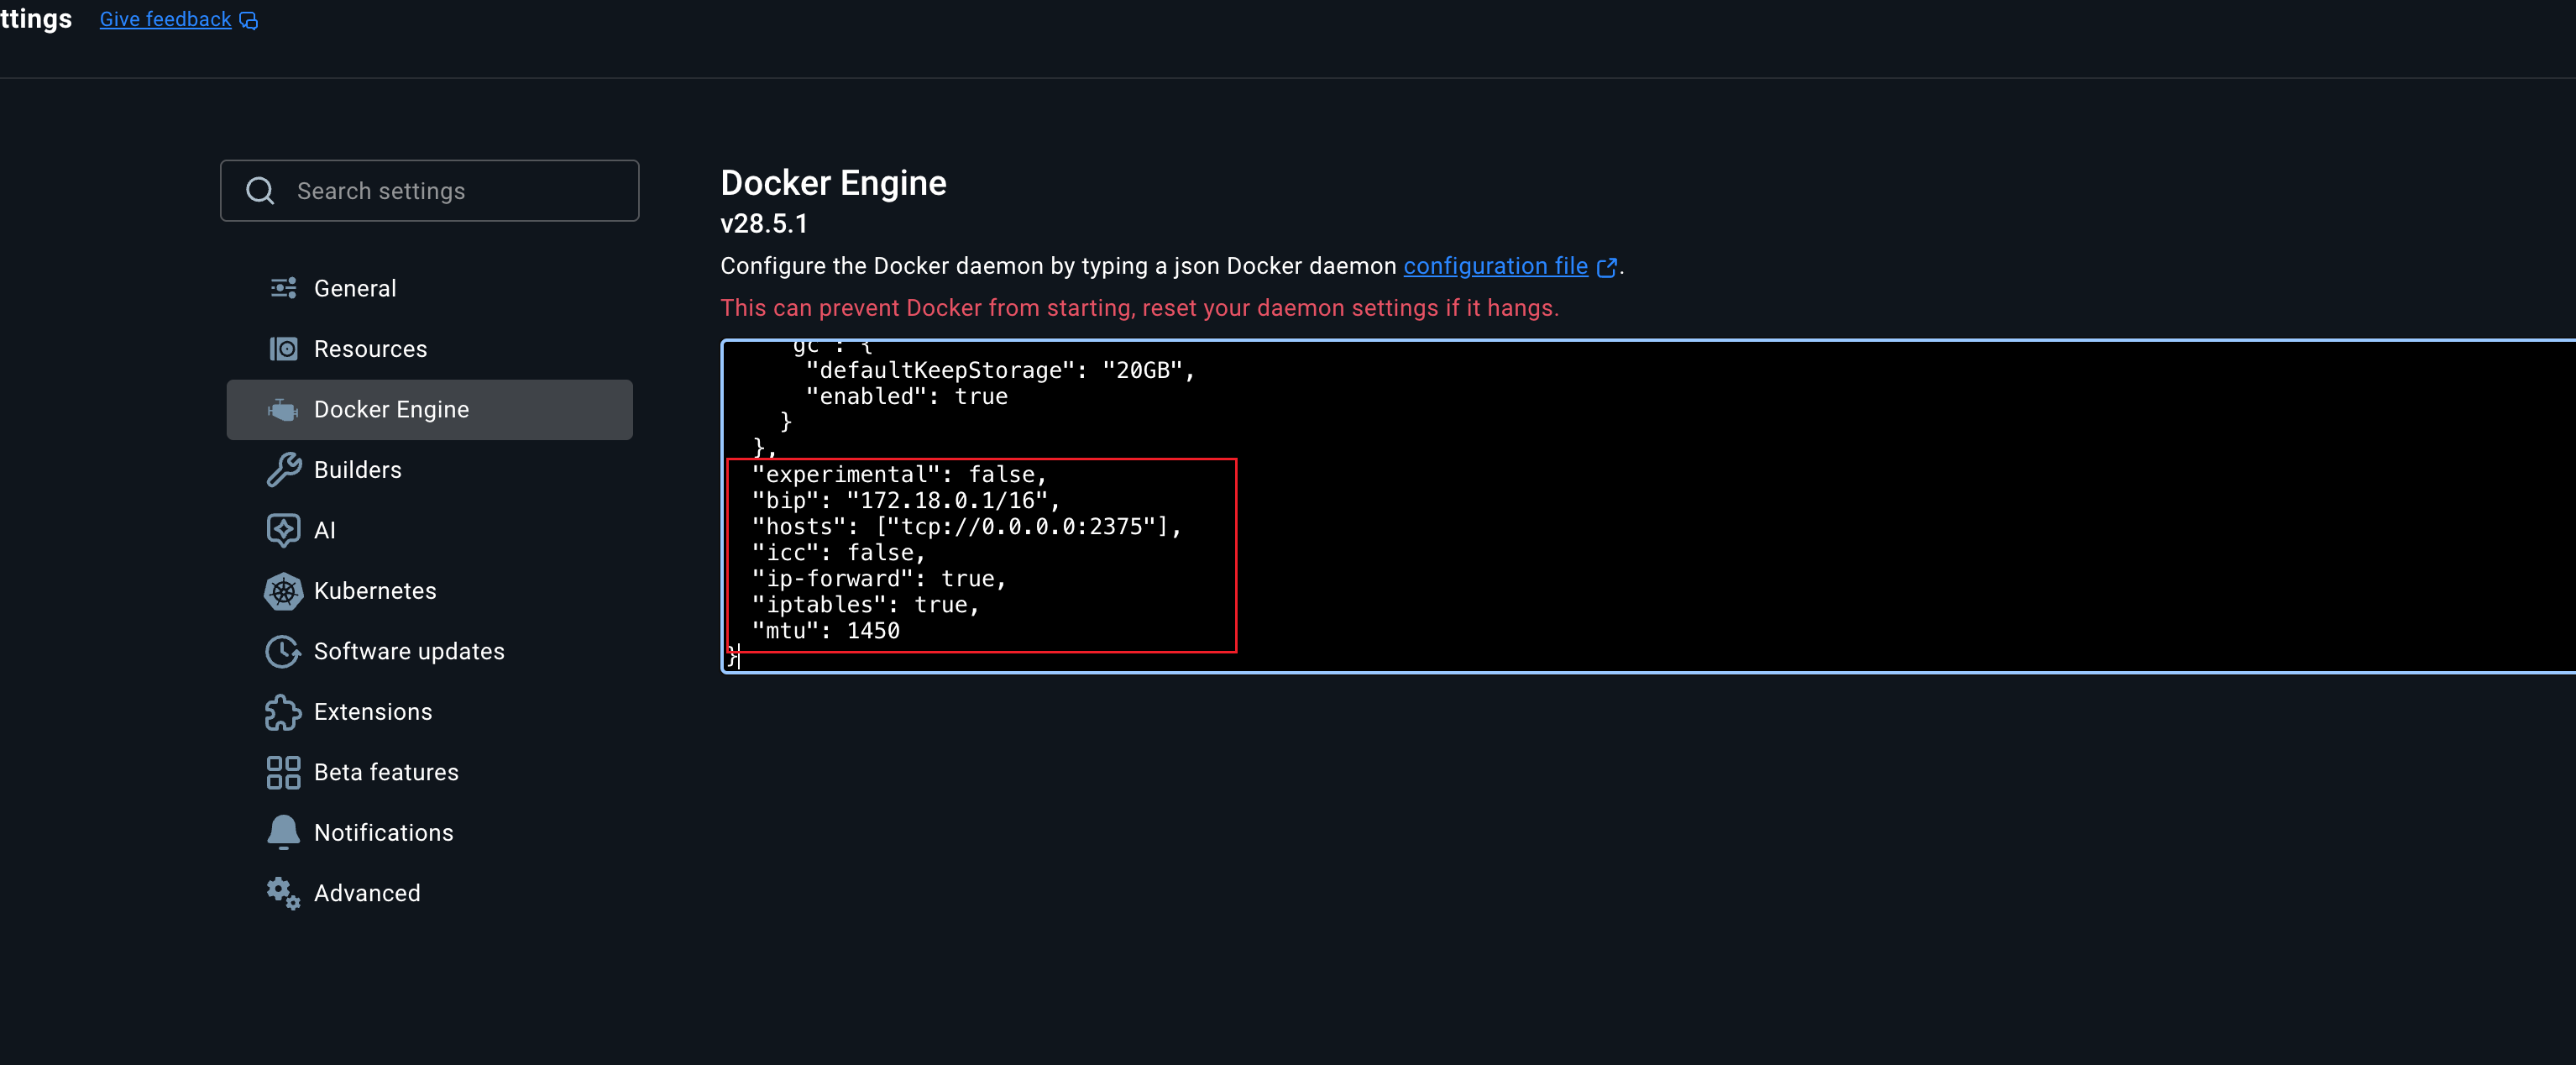 ttings Give feedback
Search settings
General
Resources
Docker Engine
Builders
AI
Kubernetes
Software updates
Extensions
Beta features
Notifications
Advanced
Docker Engine
v28.5.1
Configure the Docker daemon by typing a json Docker daemon configuration file.
This can prevent Docker from starting, reset your daemon settings if it hangs.
gc": {
"defaultKeepStorage": "20GB",
"enabled": true
}
},
"experimental": false,
"bip": "172.18.0.1/16",
"hosts": ["tcp://0.0.0.0:2375"],
"icc": false,
"ip-forward": true,
"iptables": true,
"mtu": 1450
}